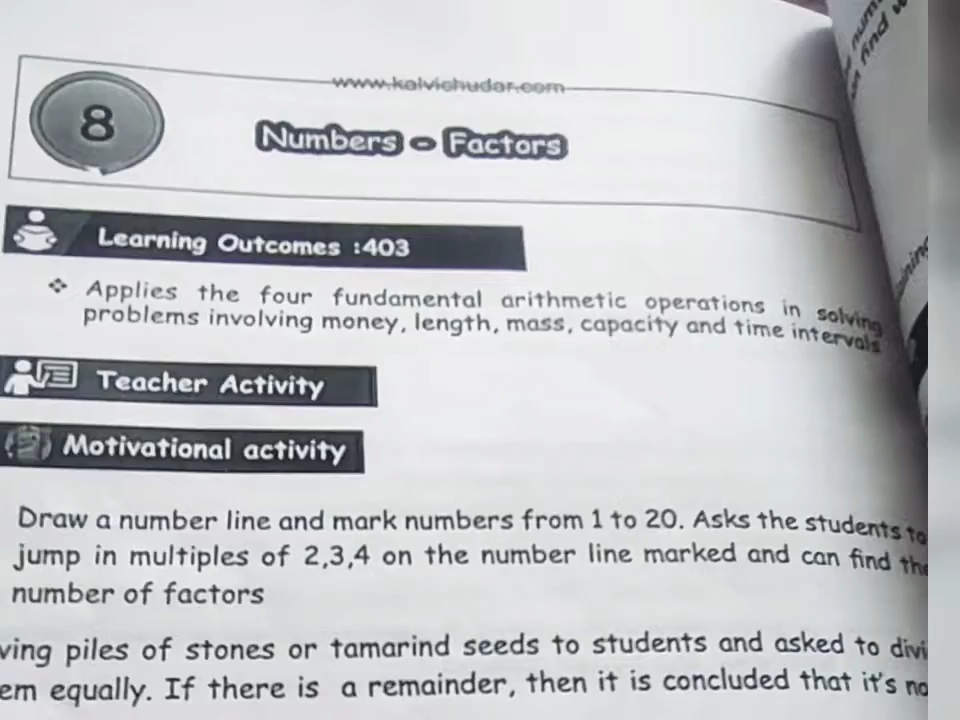 www.kalvichudar.com
8
Numbers - Factors
Learning Outcomes :403
❖ Applies the four fundamental arithmetic operations in solving
problems involving money, length, mass, capacity and time intervals
Teacher Activity
Motivational activity
Draw a number line and mark numbers from 1 to 20. Asks the students to
jump in multiples of 2,3,4 on the number line marked and can find the
number of factors
ving piles of stones or tamarind seeds to students and asked to divi
em equally. If there is a remainder, then it is concluded that it's no
find